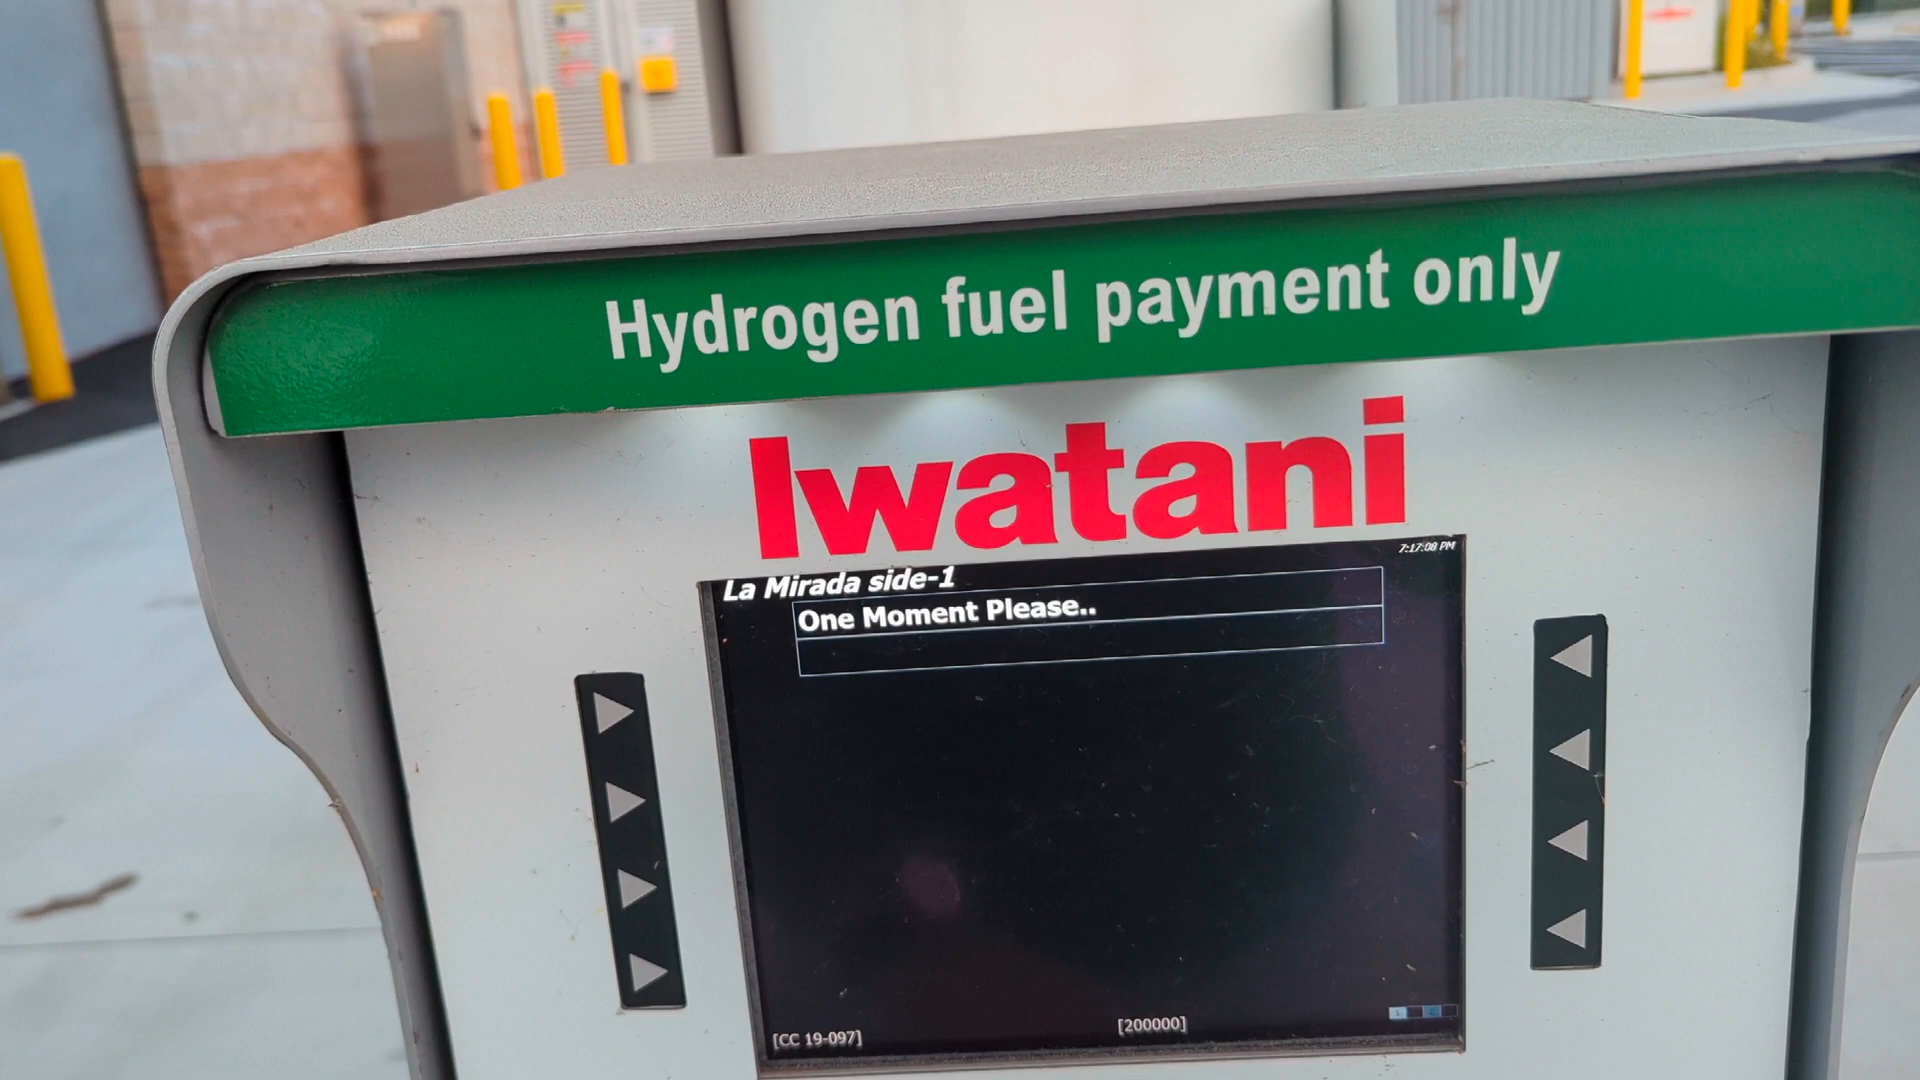 Hydrogen fuel payment only
Iwatani
7:17:08 PM
La Mirada side-1
One Moment Please..
[CC 19-097]
[200000]